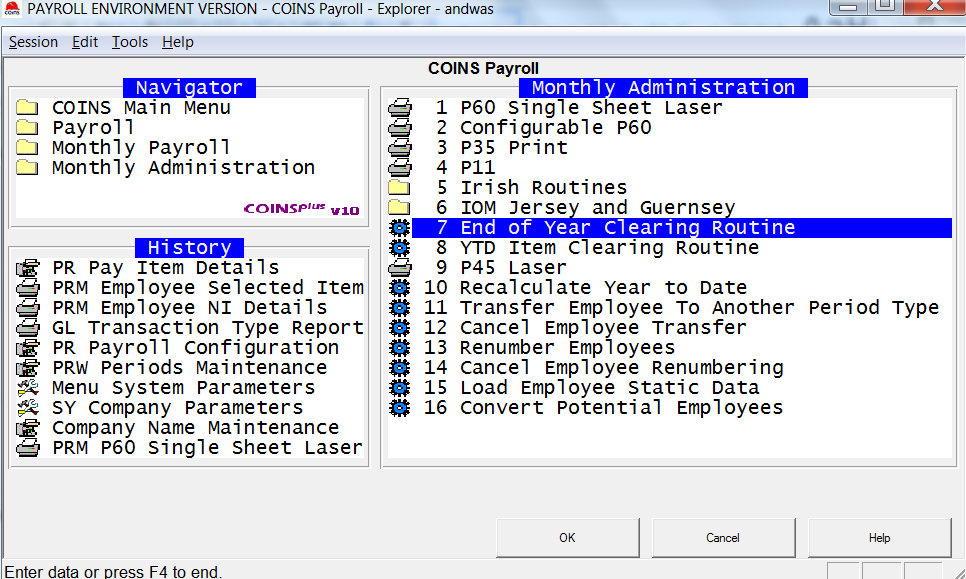 PAYROLL ENVIRONMENT VERSION - COINS Payroll - Explorer - andwas
Session Edit Tools Help
COINS Payroll
Navigator
COINS Main Menu
Payroll
Monthly Payroll
Monthly Administration
COINSplus V10
History
PR Pay Item Details
PRM Employee Selected Item
PRM Employee NI Details
GL Transaction Type Report
PR Payroll Configuration
PRW Periods Maintenance
Menu System Parameters
SY Company Parameters
Company Name Maintenance
PRM P60 Single Sheet Laser
Monthly Administration
1 P60 Single Sheet Laser
2 Configurable P60
3 P35 Print
4 P11
5 Irish Routines
6 IOM Jersey and Guernsey
7 End of Year Clearing Routine
8 YTD Item Clearing Routine
9 P45 Laser
10 Recalculate Year to Date
11 Transfer Employee To Another Period Type
12 Cancel Employee Transfer
13 Renumber Employees
14 Cancel Employee Renumbering
15 Load Employee Static Data
16 Convert Potential Employees
OK Cancel Help
Enter data or press F4 to end.